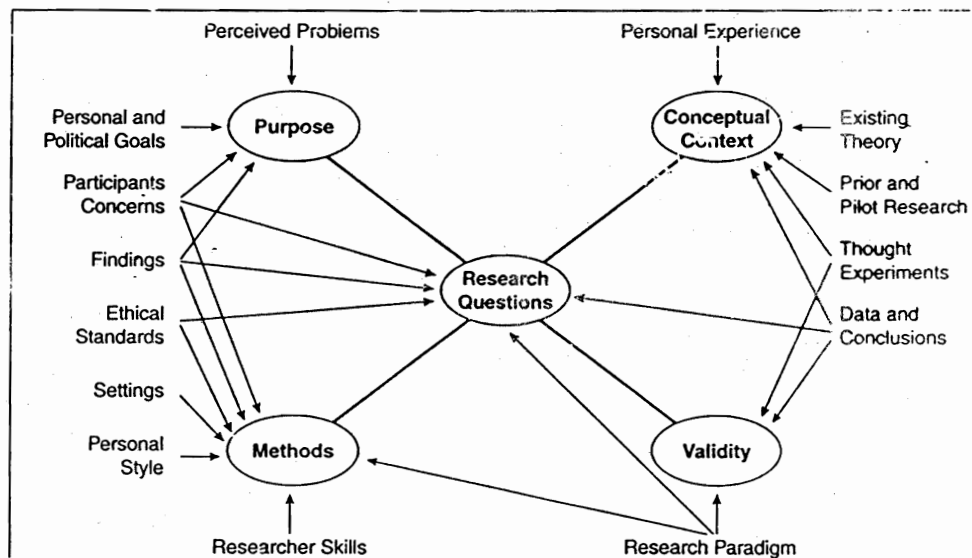 Perceived Problems
Personal Experience
Personal and
Political Goals
Purpose
Conceptual
Context
Existing
Theory
Participants
Concerns
Prior and
Pilot Research
Findings
Research
Questions
Thought
Experiments
Ethical
Standards
Data and
Conclusions
Settings
Personal
Style
Methods
Validity
Researcher Skills
Research Paradigm